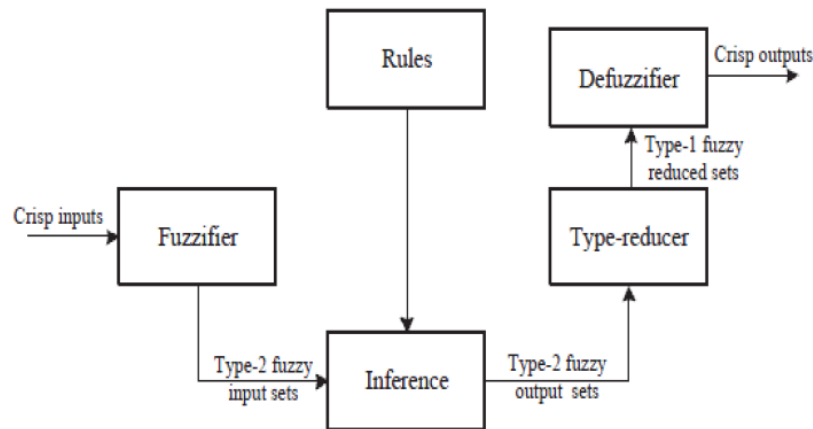 Rules
Defuzzifier
Crisp outputs
Type-1 fuzzy
reduced sets
Crisp inputs
Fuzzifier
Type-reducer
Type-2 fuzzy
input sets
Inference
Type-2 fuzzy
output sets